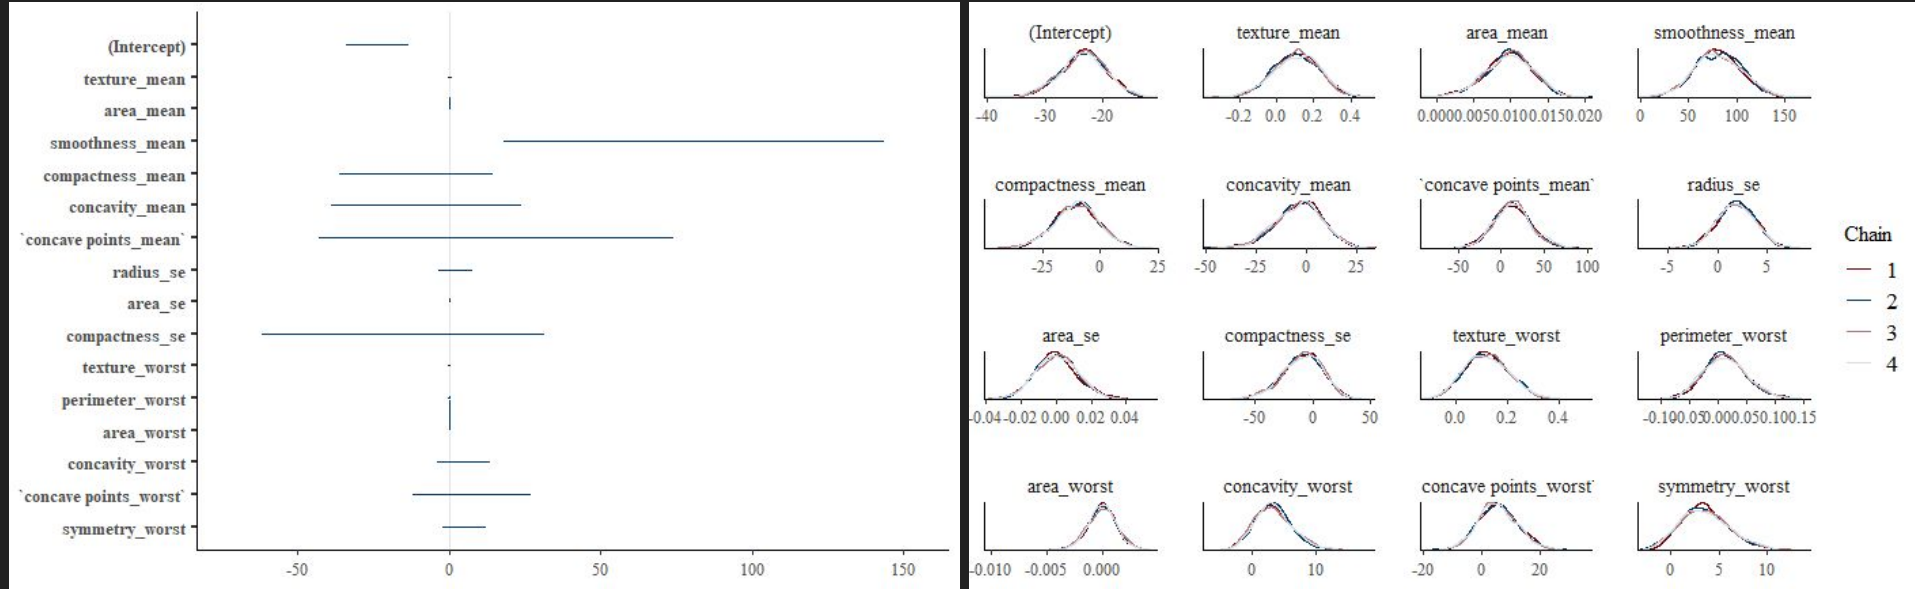 (Intercept)
texture_mean
area_mean
smoothness_mean
compactness_mean
concavity_mean
`concave points_mean`
radius_se
area_se
compactness_se
texture_worst
perimeter_worst
area_worst
concavity_worst
`concave points_worst`
symmetry_worst
-50 0 50 100 150
(Intercept) texture_mean area_mean smoothness_mean
-40 -30 -20 -0.2 0.0 0.2 0.4 0.0000.0050.0100.0150.020 0 50 100 150
compactness_mean concavity_mean `concave points_mean` radius_se
-25 0 25 -50 -25 0 25 -50 0 50 100 -5 0 5
area_se compactness_se texture_worst perimeter_worst
-0.04-0.02 0.00 0.02 0.04 -50 0 50 0.0 0.2 0.4 -0.10-0.050.000.050.100.15
area_worst concavity_worst concave points_worst` symmetry_worst
-0.010 -0.005 0.000 0 10 -20 0 20 0 5 10
Chain
1
2
3
4